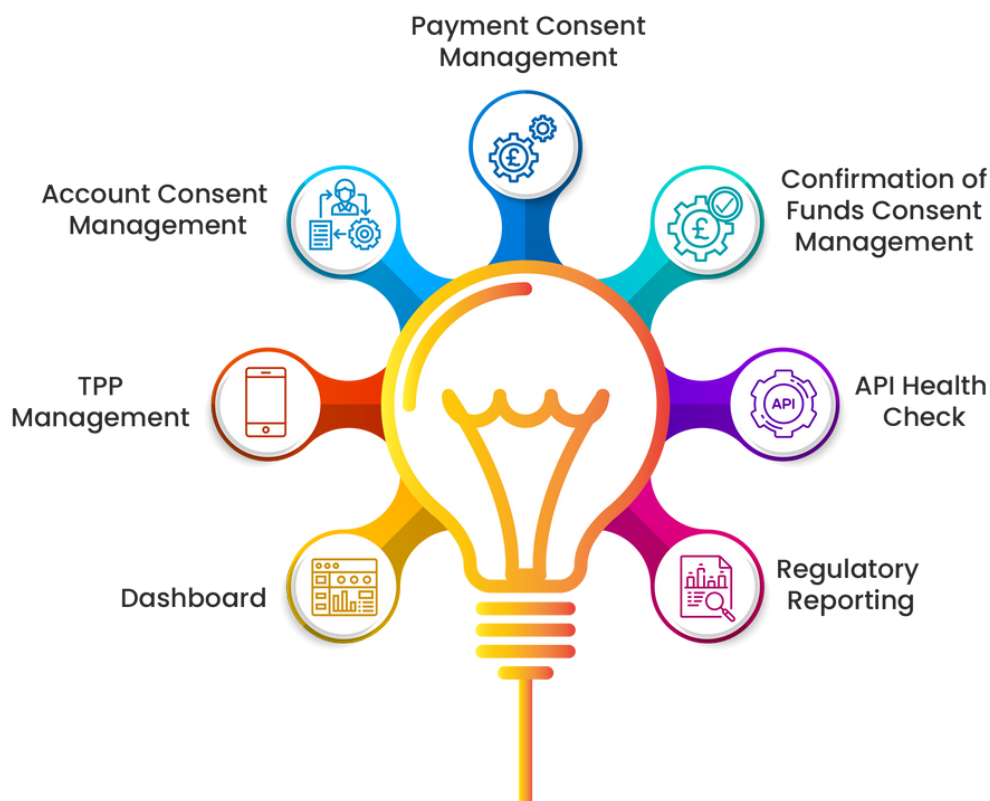 Payment Consent
Management
Account Consent
Management
£
£
Confirmation of
Funds Consent
Management
TPP
Management
API
API Health
Check
Dashboard
Regulatory
Reporting